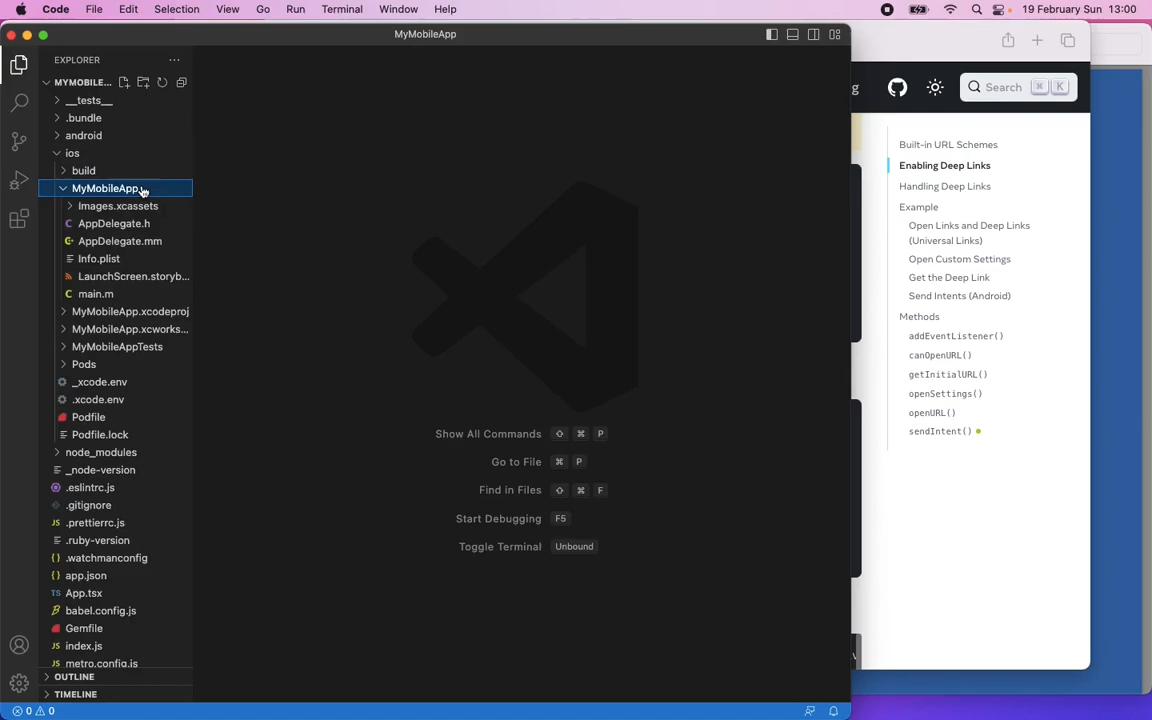 Code File Edit Selection View Go Run Terminal Window Help 19 February Sun 13:00
MyMobileApp
EXPLORER
MYMOBILE...
__tests__
.bundle
android
ios
build
MyMobileApp
Images.xcassets
AppDelegate.h
AppDelegate.mm
Info.plist
LaunchScreen.storyb...
main.m
MyMobileApp.xcodeproj
MyMobileApp.xcworks...
MyMobileAppTests
Pods
_xcode.env
.xcode.env
Podfile
Podfile.lock
node_modules
_node-version
.eslintrc.js
.gitignore
.prettierrc.js
.ruby-version
.watchmanconfig
app.json
App.tsx
babel.config.js
Gemfile
index.js
metro.config.js
OUTLINE
TIMELINE
0 0
Show All Commands ⇧ ⌘ P
Go to File ⌘ P
Find in Files ⇧ ⌘ F
Start Debugging F5
Toggle Terminal Unbound
g
Search ⌘ K
Built-in URL Schemes
Enabling Deep Links
Handling Deep Links
Example
Open Links and Deep Links
(Universal Links)
Open Custom Settings
Get the Deep Link
Send Intents (Android)
Methods
addEventListener()
canOpenURL()
getInitialURL()
openSettings()
openURL()
sendIntent()